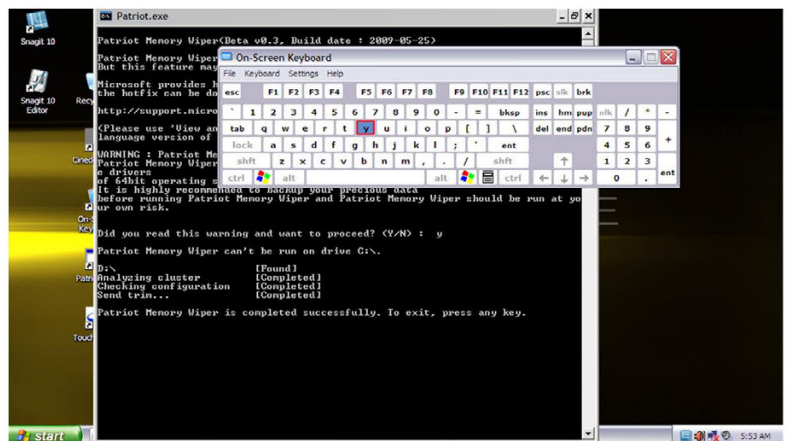 Snagit 10
Snagit 10
Editor
Recy
Patriot.exe
Patriot Memory Wiper(Beta v0.3, Build date : 2009-05-25)
Patriot Memory Wiper
But this feature may
Microsoft provides h
the hotfix can be do
http://support.micro
(Please use 'View an
language version of
WARNING : Patriot Me
Patriot Memory Wiper
e drivers
of 64bit operating s
It is highly recommended to backup your precious data
before running Patriot Memory Wiper and Patriot Memory Wiper should be run at yo
ur own risk.
Did you read this warning and want to proceed? (Y/N) : y
Patriot Memory Wiper can't be run on drive C:\.
D:\ [Found]
Analyzing cluster [Completed]
Checking configuration [Completed]
Send trim... [Completed]
Patriot Memory Wiper is completed successfully. To exit, press any key.
On-Screen Keyboard
File Keyboard Settings Help
esc F1 F2 F3 F4 F5 F6 F7 F8 F9 F10 F11 F12 psc slk brk
` 1 2 3 4 5 6 7 8 9 0 - = bksp ins hm pup nlk / * -
tab q w e r t y u i o p [ ] \ del end pdn 7 8 9 +
lock a s d f g h j k l ; ' ent 4 5 6
shft z x c v b n m , . / shft ↑ 1 2 3 ent
ctrl alt alt ctrl ← ↓ → 0 .
Cined
On-S
Key
Patri
Touch
start
5:53 AM